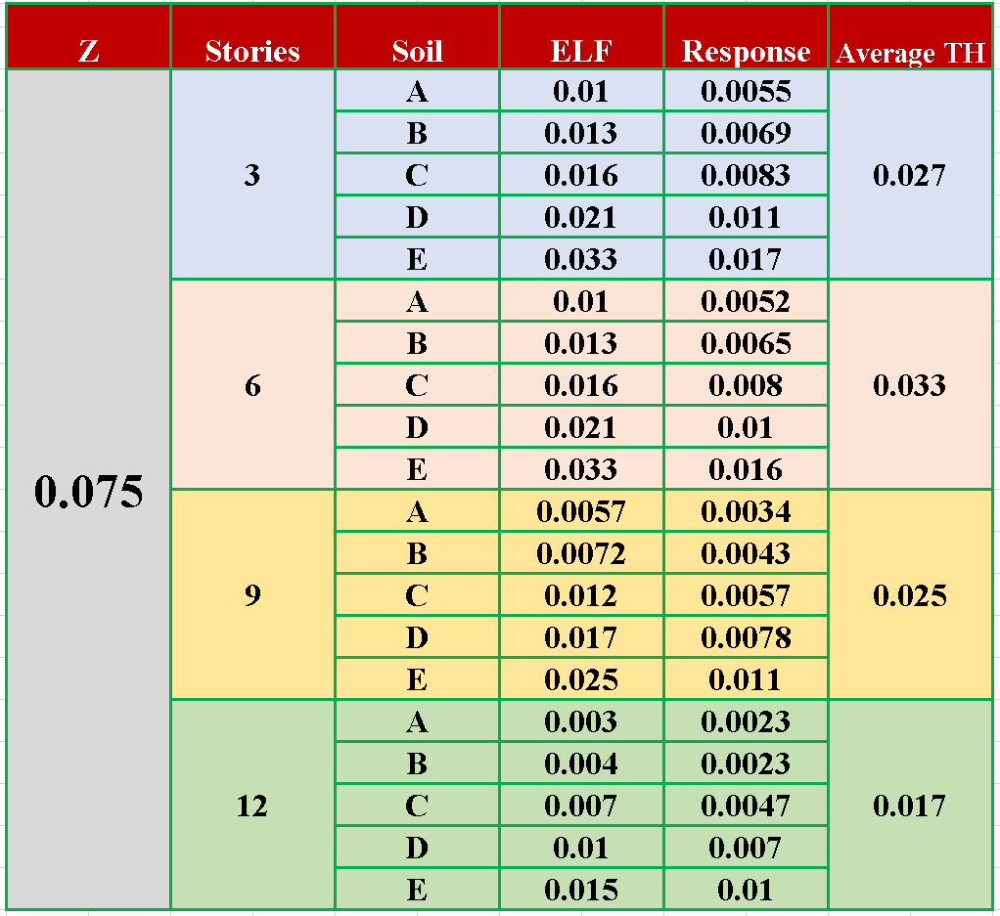 Z Stories Soil ELF Response Average TH
A 0.01 0.0055
B 0.013 0.0069
3 C 0.016 0.0083 0.027
D 0.021 0.011
E 0.033 0.017
A 0.01 0.0052
B 0.013 0.0065
6 C 0.016 0.008 0.033
D 0.021 0.01
E 0.033 0.016
0.075
A 0.0057 0.0034
B 0.0072 0.0043
9 C 0.012 0.0057 0.025
D 0.017 0.0078
E 0.025 0.011
A 0.003 0.0023
B 0.004 0.0023
12 C 0.007 0.0047 0.017
D 0.01 0.007
E 0.015 0.01